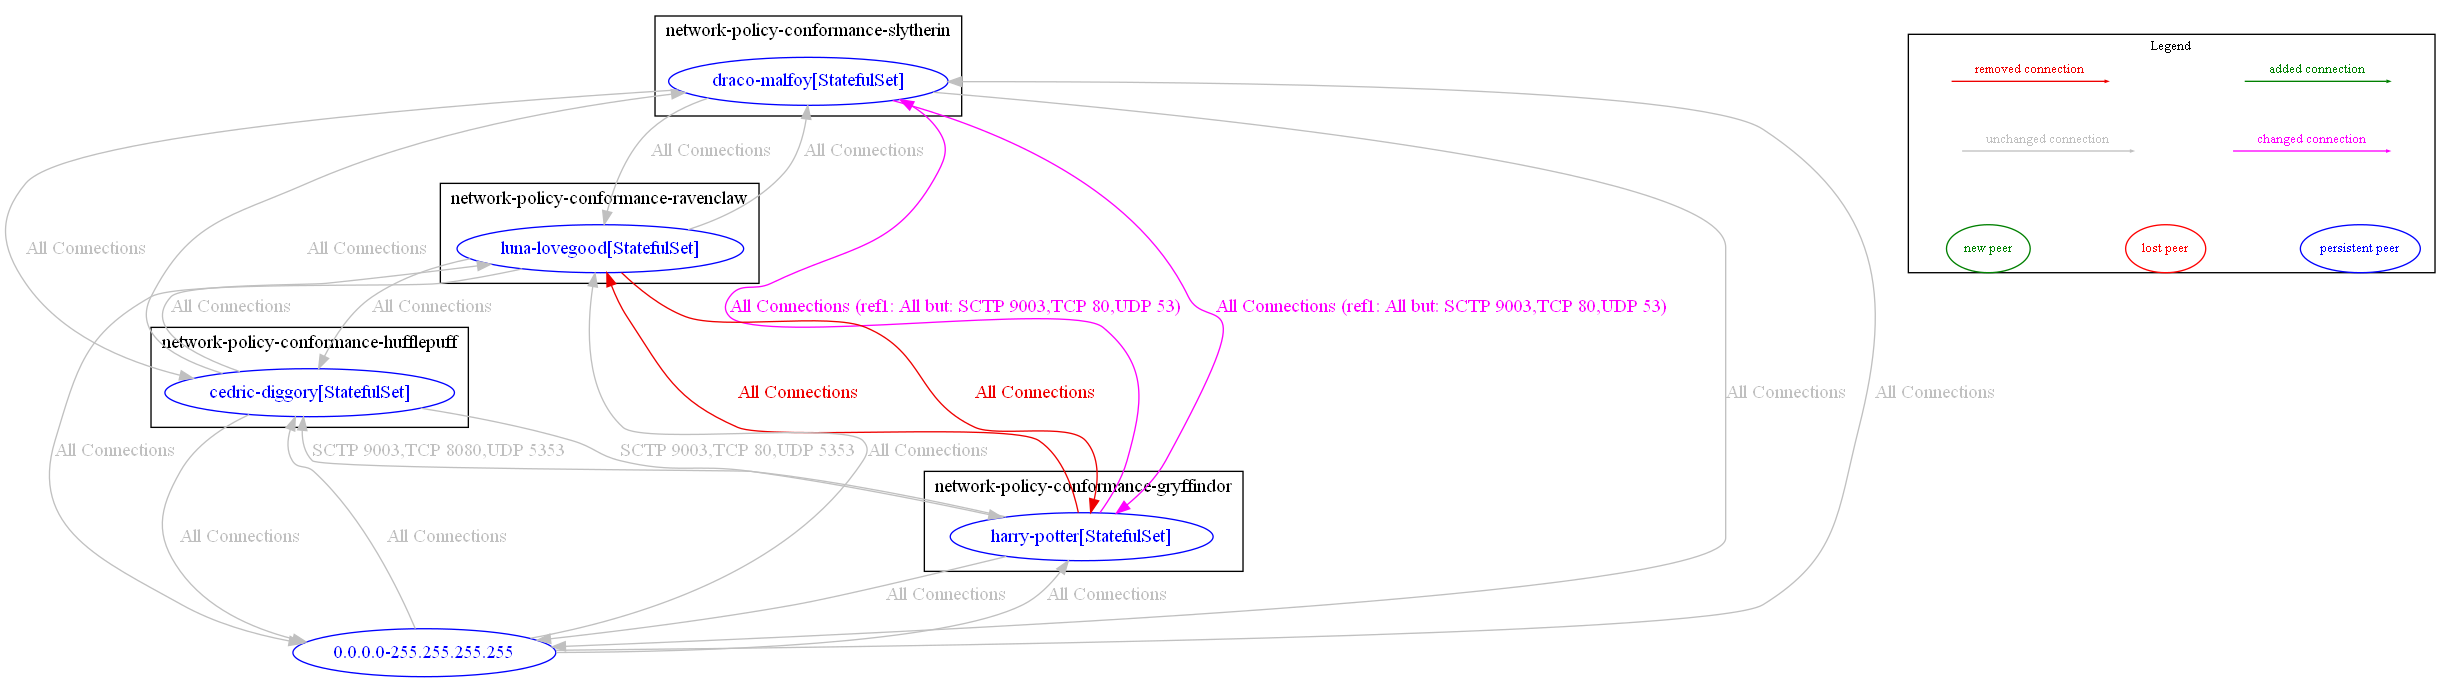 network-policy-conformance-slytherin
draco-malfoy[StatefulSet]
Legend
removed connection
added connection
unchanged connection
changed connection
new peer
lost peer
persistent peer
All Connections
All Connections
network-policy-conformance-ravenclaw
luna-lovegood[StatefulSet]
All Connections
All Connections
All Connections
All Connections
All Connections (ref1: All but: SCTP 9003,TCP 80,UDP 53)
All Connections (ref1: All but: SCTP 9003,TCP 80,UDP 53)
network-policy-conformance-hufflepuff
cedric-diggory[StatefulSet]
All Connections
All Connections
All Connections
All Connections
All Connections
SCTP 9003,TCP 8080,UDP 5353
SCTP 9003,TCP 80,UDP 5353
All Connections
network-policy-conformance-gryffindor
harry-potter[StatefulSet]
All Connections
All Connections
All Connections
All Connections
0.0.0.0-255.255.255.255